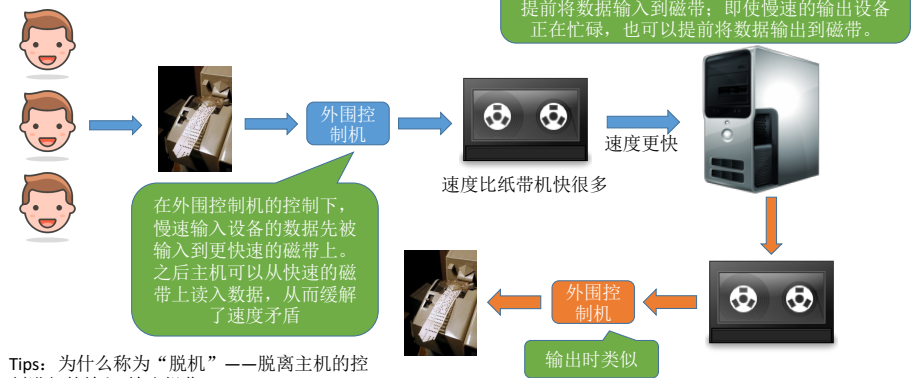 提前将数据输入到磁带；即使慢速的输出设备
正在忙碌，也可以提前将数据输出到磁带。
外围控
制机
速度更快
速度比纸带机快很多
在外围控制机的控制下，
慢速输入设备的数据先被
输入到更快速的磁带上。
之后主机可以从快速的磁
带上读入数据，从而缓解
了速度矛盾
外围控
制机
输出时类似
Tips：为什么称为“脱机”——脱离主机的控